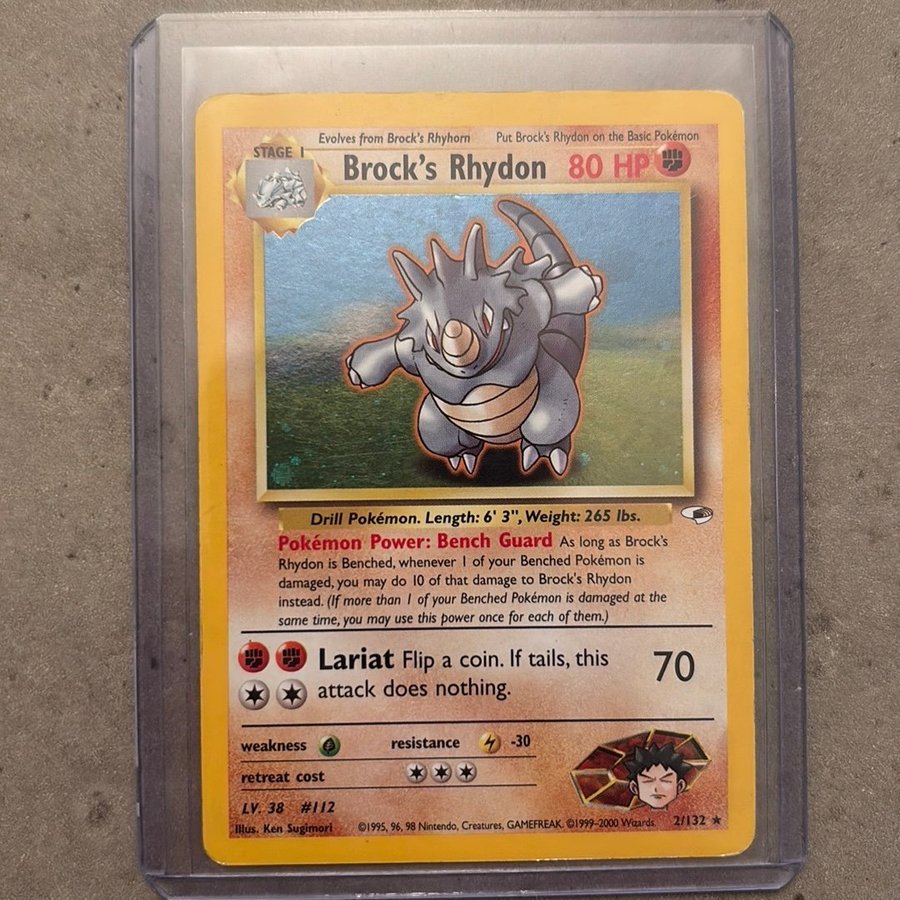 Evolves from Brock's Rhyhorn Put Brock's Rhydon on the Basic Pokémon
STAGE 1
Brock's Rhydon 80 HP
Drill Pokémon. Length: 6' 3", Weight: 265 lbs.
Pokémon Power: Bench Guard As long as Brock's
Rhydon is Benched, whenever 1 of your Benched Pokémon is
damaged, you may do 10 of that damage to Brock's Rhydon
instead. (If more than 1 of your Benched Pokémon is damaged at the
same time, you may use this power once for each of them.)
Lariat Flip a coin. If tails, this 70
attack does nothing.
weakness resistance -30
retreat cost
LV. 38 #112
Illus. Ken Sugimori ©1995, 96, 98 Nintendo, Creatures, GAMEFREAK. ©1999-2000 Wizards. 2/132 ★